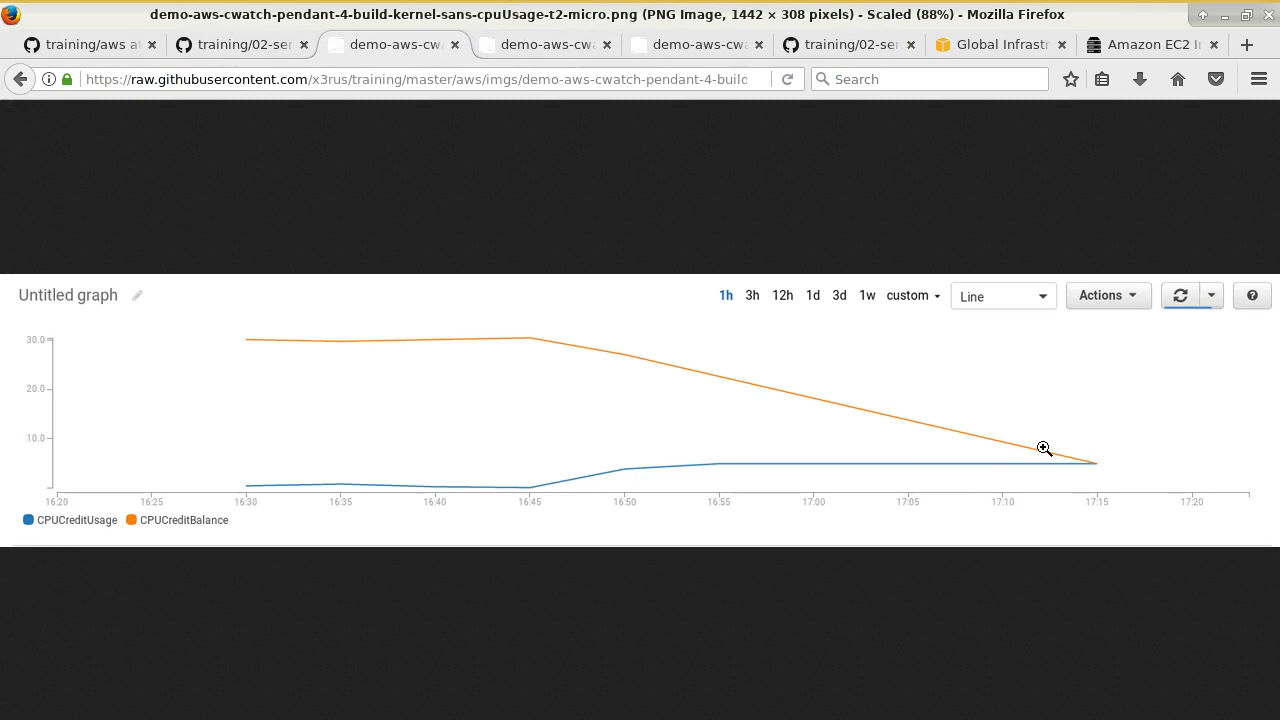 demo-aws-cwatch-pendant-4-build-kernel-sans-cpuUsage-t2-micro.png (PNG Image, 1442 × 308 pixels) - Scaled (88%) - Mozilla Firefox
training/aws a training/02-ser demo-aws-cw demo-aws-cw demo-aws-cw training/02-ser Global Infrast Amazon EC2 I
https://raw.githubusercontent.com/x3rus/training/master/aws/imgs/demo-aws-cwatch-pendant-4-build Search
Untitled graph 1h 3h 12h 1d 3d 1w custom Line Actions
30.0
20.0
10.0
16:20 16:25 16:30 16:35 16:40 16:45 16:50 16:55 17:00 17:05 17:10 17:15 17:20
CPUCreditUsage CPUCreditBalance